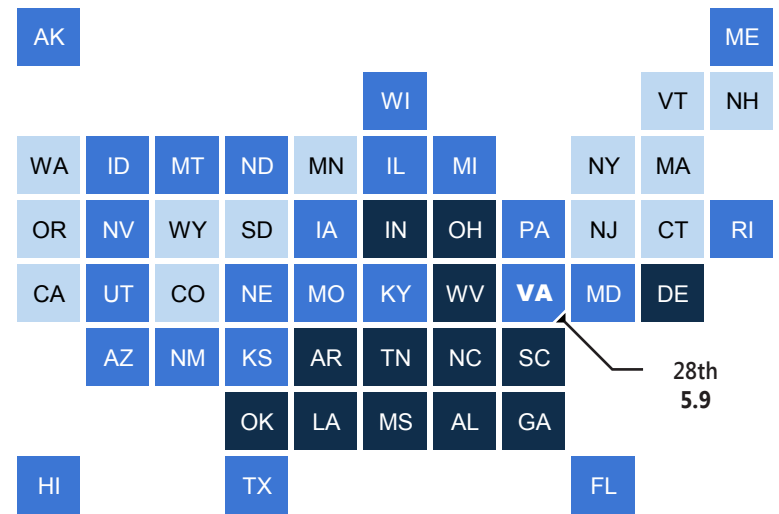 AK ME
WI VT NH
WA ID MT ND MN IL MI NY MA
OR NV WY SD IA IN OH PA NJ CT RI
CA UT CO NE MO KY WV VA MD DE
AZ NM KS AR TN NC SC
28th
5.9
OK LA MS AL GA
HI TX FL